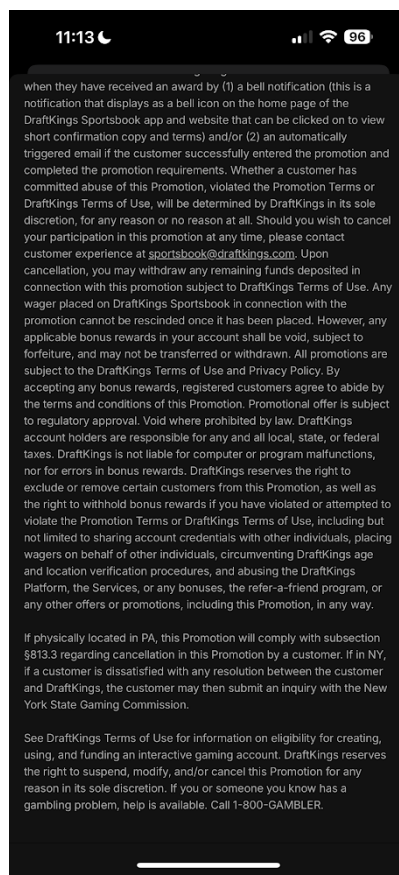 11:13
96
when they have received an award by (1) a bell notification (this is a
notification that displays as a bell icon on the home page of the
DraftKings Sportsbook app and website that can be clicked on to view
short confirmation copy and terms) and/or (2) an automatically
triggered email if the customer successfully entered the promotion and
completed the promotion requirements. Whether a customer has
committed abuse of this Promotion, violated the Promotion Terms or
DraftKings Terms of Use, will be determined by DraftKings in its sole
discretion, for any reason or no reason at all. Should you wish to cancel
your participation in this promotion at any time, please contact
customer experience at sportsbook@draftkings.com. Upon
cancellation, you may withdraw any remaining funds deposited in
connection with this promotion subject to DraftKings Terms of Use. Any
wager placed on DraftKings Sportsbook in connection with the
promotion cannot be rescinded once it has been placed. However, any
applicable bonus rewards in your account shall be void, subject to
forfeiture, and may not be transferred or withdrawn. All promotions are
subject to the DraftKings Terms of Use and Privacy Policy. By
accepting any bonus rewards, registered customers agree to abide by
the terms and conditions of this Promotion. Promotional offer is subject
to regulatory approval. Void where prohibited by law. DraftKings
account holders are responsible for any and all local, state, or federal
taxes. DraftKings is not liable for computer or program malfunctions,
nor for errors in bonus rewards. DraftKings reserves the right to
exclude or remove certain customers from this Promotion, as well as
the right to withhold bonus rewards if you have violated or attempted to
violate the Promotion Terms or DraftKings Terms of Use, including but
not limited to sharing account credentials with other individuals, placing
wagers on behalf of other individuals, circumventing DraftKings age
and location verification procedures, and abusing the DraftKings
Platform, the Services, or any bonuses, the refer-a-friend program, or
any other offers or promotions, including this Promotion, in any way.
If physically located in PA, this Promotion will comply with subsection
§813.3 regarding cancellation in this Promotion by a customer. If in NY,
if a customer is dissatisfied with any resolution between the customer
and DraftKings, the customer may then submit an inquiry with the New
York State Gaming Commission.
See DraftKings Terms of Use for information on eligibility for creating,
using, and funding an interactive gaming account. DraftKings reserves
the right to suspend, modify, and/or cancel this Promotion for any
reason in its sole discretion. If you or someone you know has a
gambling problem, help is available. Call 1-800-GAMBLER.